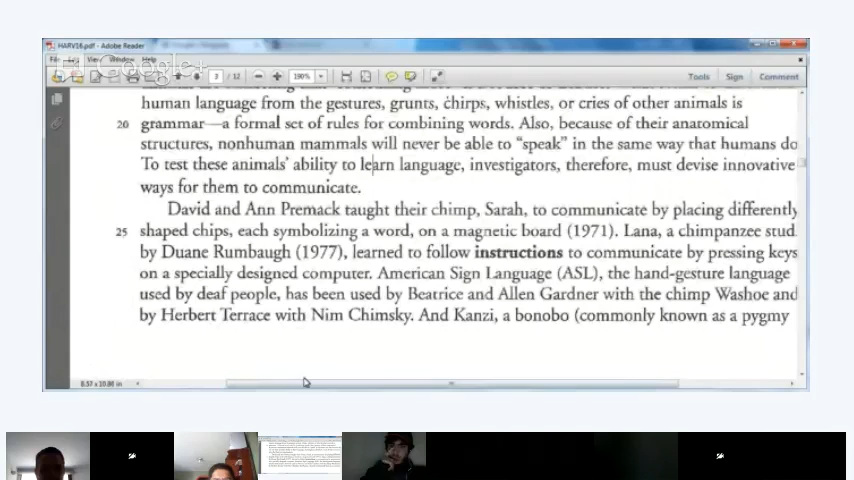 HARV16.pdf - Adobe Reader
View Window Help
Google+
3 / 12
190%
Tools Sign Comment
human language from the gestures, grunts, chirps, whistles, or cries of other animals is
20 grammar—a formal set of rules for combining words. Also, because of their anatomical
structures, nonhuman mammals will never be able to “speak” in the same way that humans do
To test these animals’ ability to learn language, investigators, therefore, must devise innovative
ways for them to communicate.
David and Ann Premack taught their chimp, Sarah, to communicate by placing differently
25 shaped chips, each symbolizing a word, on a magnetic board (1971). Lana, a chimpanzee stud
by Duane Rumbaugh (1977), learned to follow instructions to communicate by pressing keys
on a specially designed computer. American Sign Language (ASL), the hand-gesture language
used by deaf people, has been used by Beatrice and Allen Gardner with the chimp Washoe and
by Herbert Terrace with Nim Chimsky. And Kanzi, a bonobo (commonly known as a pygmy